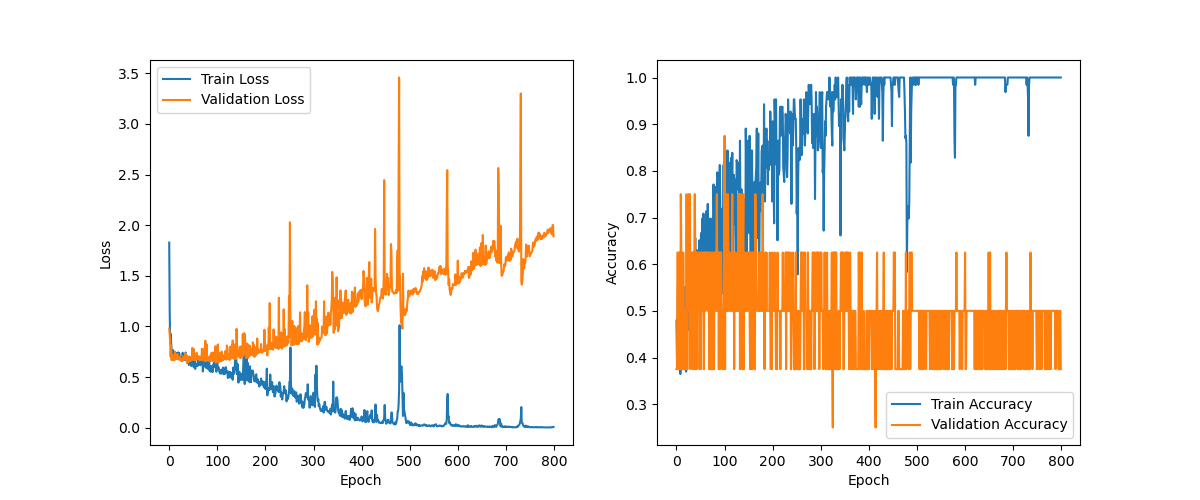 Train Loss
Validation Loss
3.5
3.0
2.5
2.0
1.5
1.0
0.5
0.0
Loss
0 100 200 300 400 500 600 700 800
Epoch
1.0
0.9
0.8
0.7
0.6
0.5
0.4
0.3
Accuracy
Train Accuracy
Validation Accuracy
0 100 200 300 400 500 600 700 800
Epoch